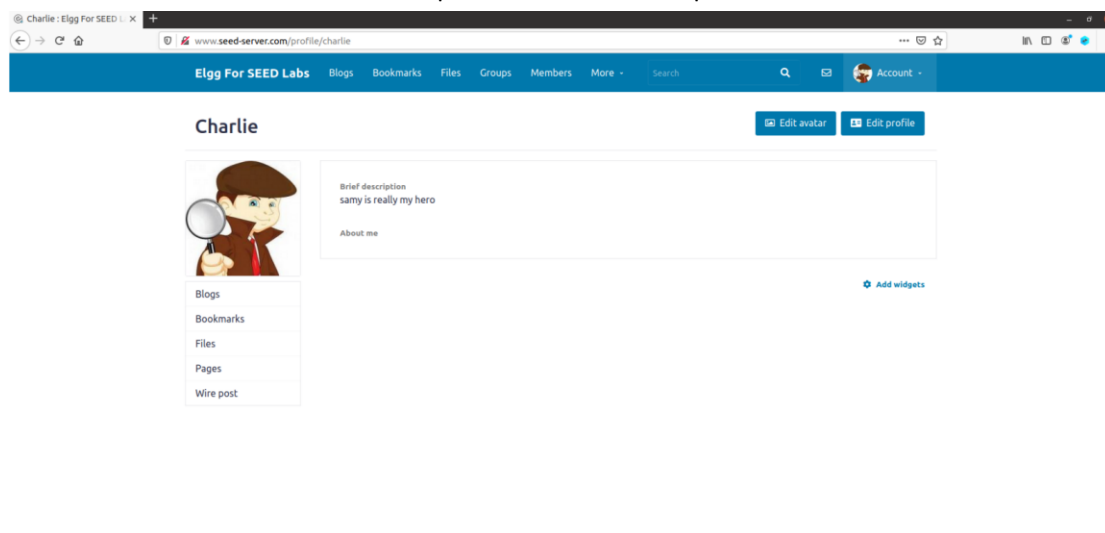 Charlie : Elgg For SEED L
www.seed-server.com/profile/charlie
Elgg For SEED Labs Blogs Bookmarks Files Groups Members More Search Account
Charlie
Edit avatar Edit profile
Brief description
samy is really my hero
About me
Add widgets
Blogs
Bookmarks
Files
Pages
Wire post